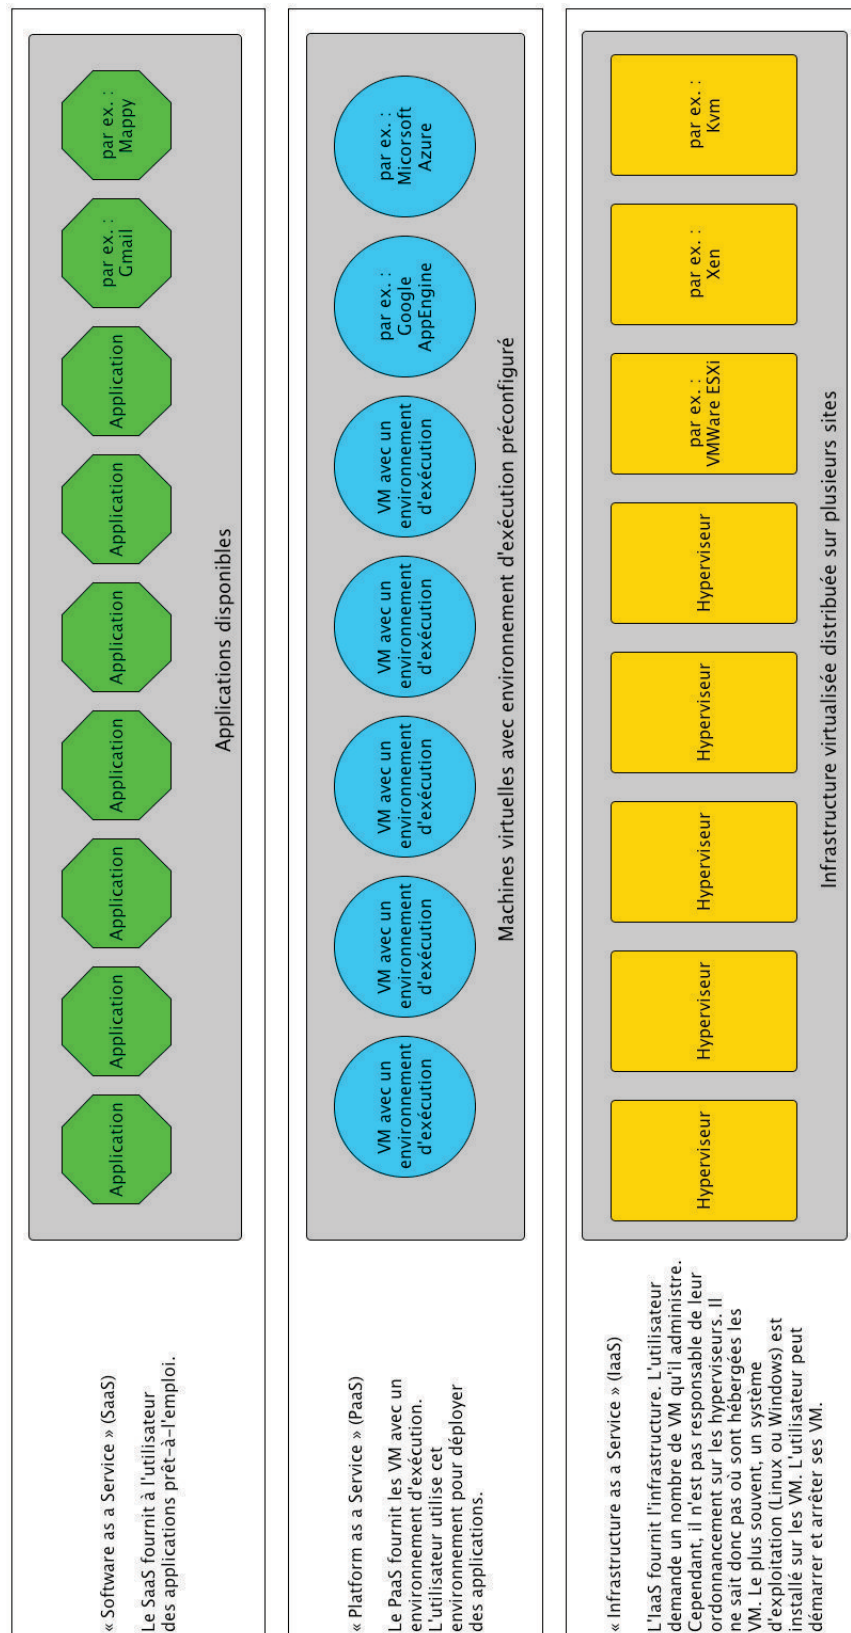 « Software as a Service » (SaaS)
Le SaaS fournit à l'utilisateur
des applications prêt-à-l'emploi.
Application
Application
Application
Application
Application
Application
Application
par ex. :
Gmail
par ex. :
Mappy
Applications disponibles
« Platform as a Service » (PaaS)
Le PaaS fournit les VM avec un
environnement d'exécution.
L'utilisateur utilise cet
environnement pour déployer
des applications.
VM avec un
environnement
d'exécution
VM avec un
environnement
d'exécution
VM avec un
environnement
d'exécution
VM avec un
environnement
d'exécution
VM avec un
environnement
d'exécution
par ex. :
Google
AppEngine
par ex. :
Micorsoft
Azure
Machines virtuelles avec environnement d'exécution préconfiguré
« Infrastructure as a Service » (IaaS)
L'IaaS fournit l'infrastructure. L'utilisateur
demande un nombre de VM qu'il administre.
Cependant, il n'est pas responsable de leur
ordonnancement sur les hyperviseurs. Il
ne sait donc pas où sont hébergées les
VM. Le plus souvent, un système
d'exploitation (Linux ou Windows) est
installé sur les VM. L'utilisateur peut
démarrer et arrêter ses VM.
Hyperviseur
Hyperviseur
Hyperviseur
Hyperviseur
Hyperviseur
par ex. :
VMWare ESXi
par ex. :
Xen
par ex. :
Kvm
Infrastructure virtualisée distribuée sur plusieurs sites